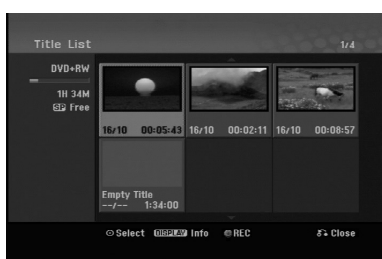 Title List 1/4
DVD+RW
1H 34M
SP Free
16/10 00:05:43 16/10 00:02:11 16/10 00:08:57
Empty Title
--/-- 1:34:00
Select DISPLAY Info REC Close